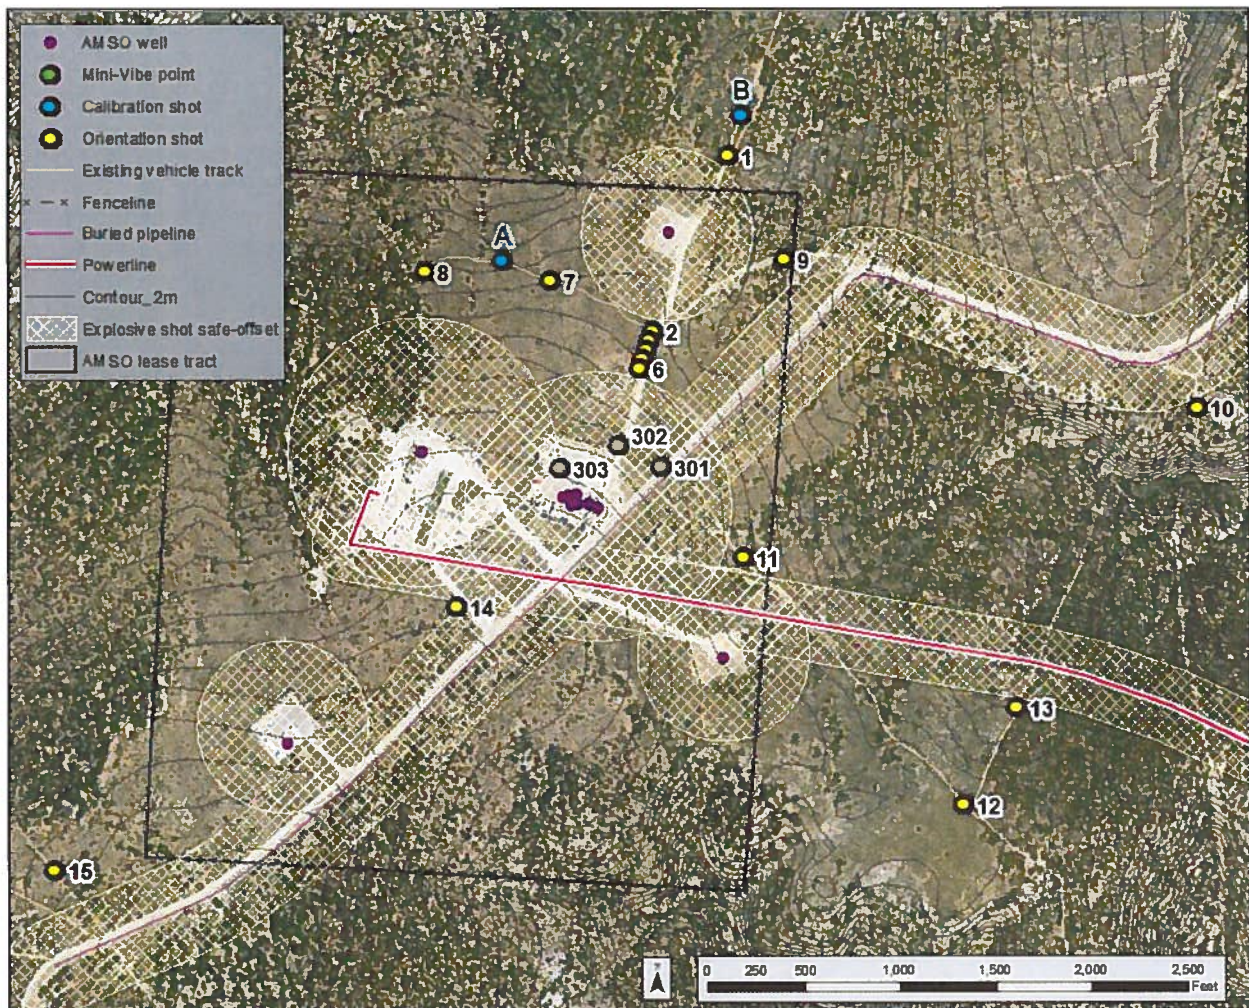 AMSO well
Mini-Vibe point
Calibration shot
Orientation shot
Existing vehicle track
Fenceline
Buried pipeline
Powerline
Contour_2m
Explosive shot safe-offset
AMSO lease tract
B
1
A
8
7
9
2
6
10
302
303
301
11
14
13
12
15
0 250 500 1,000 1,500 2,000 2,500
Feet